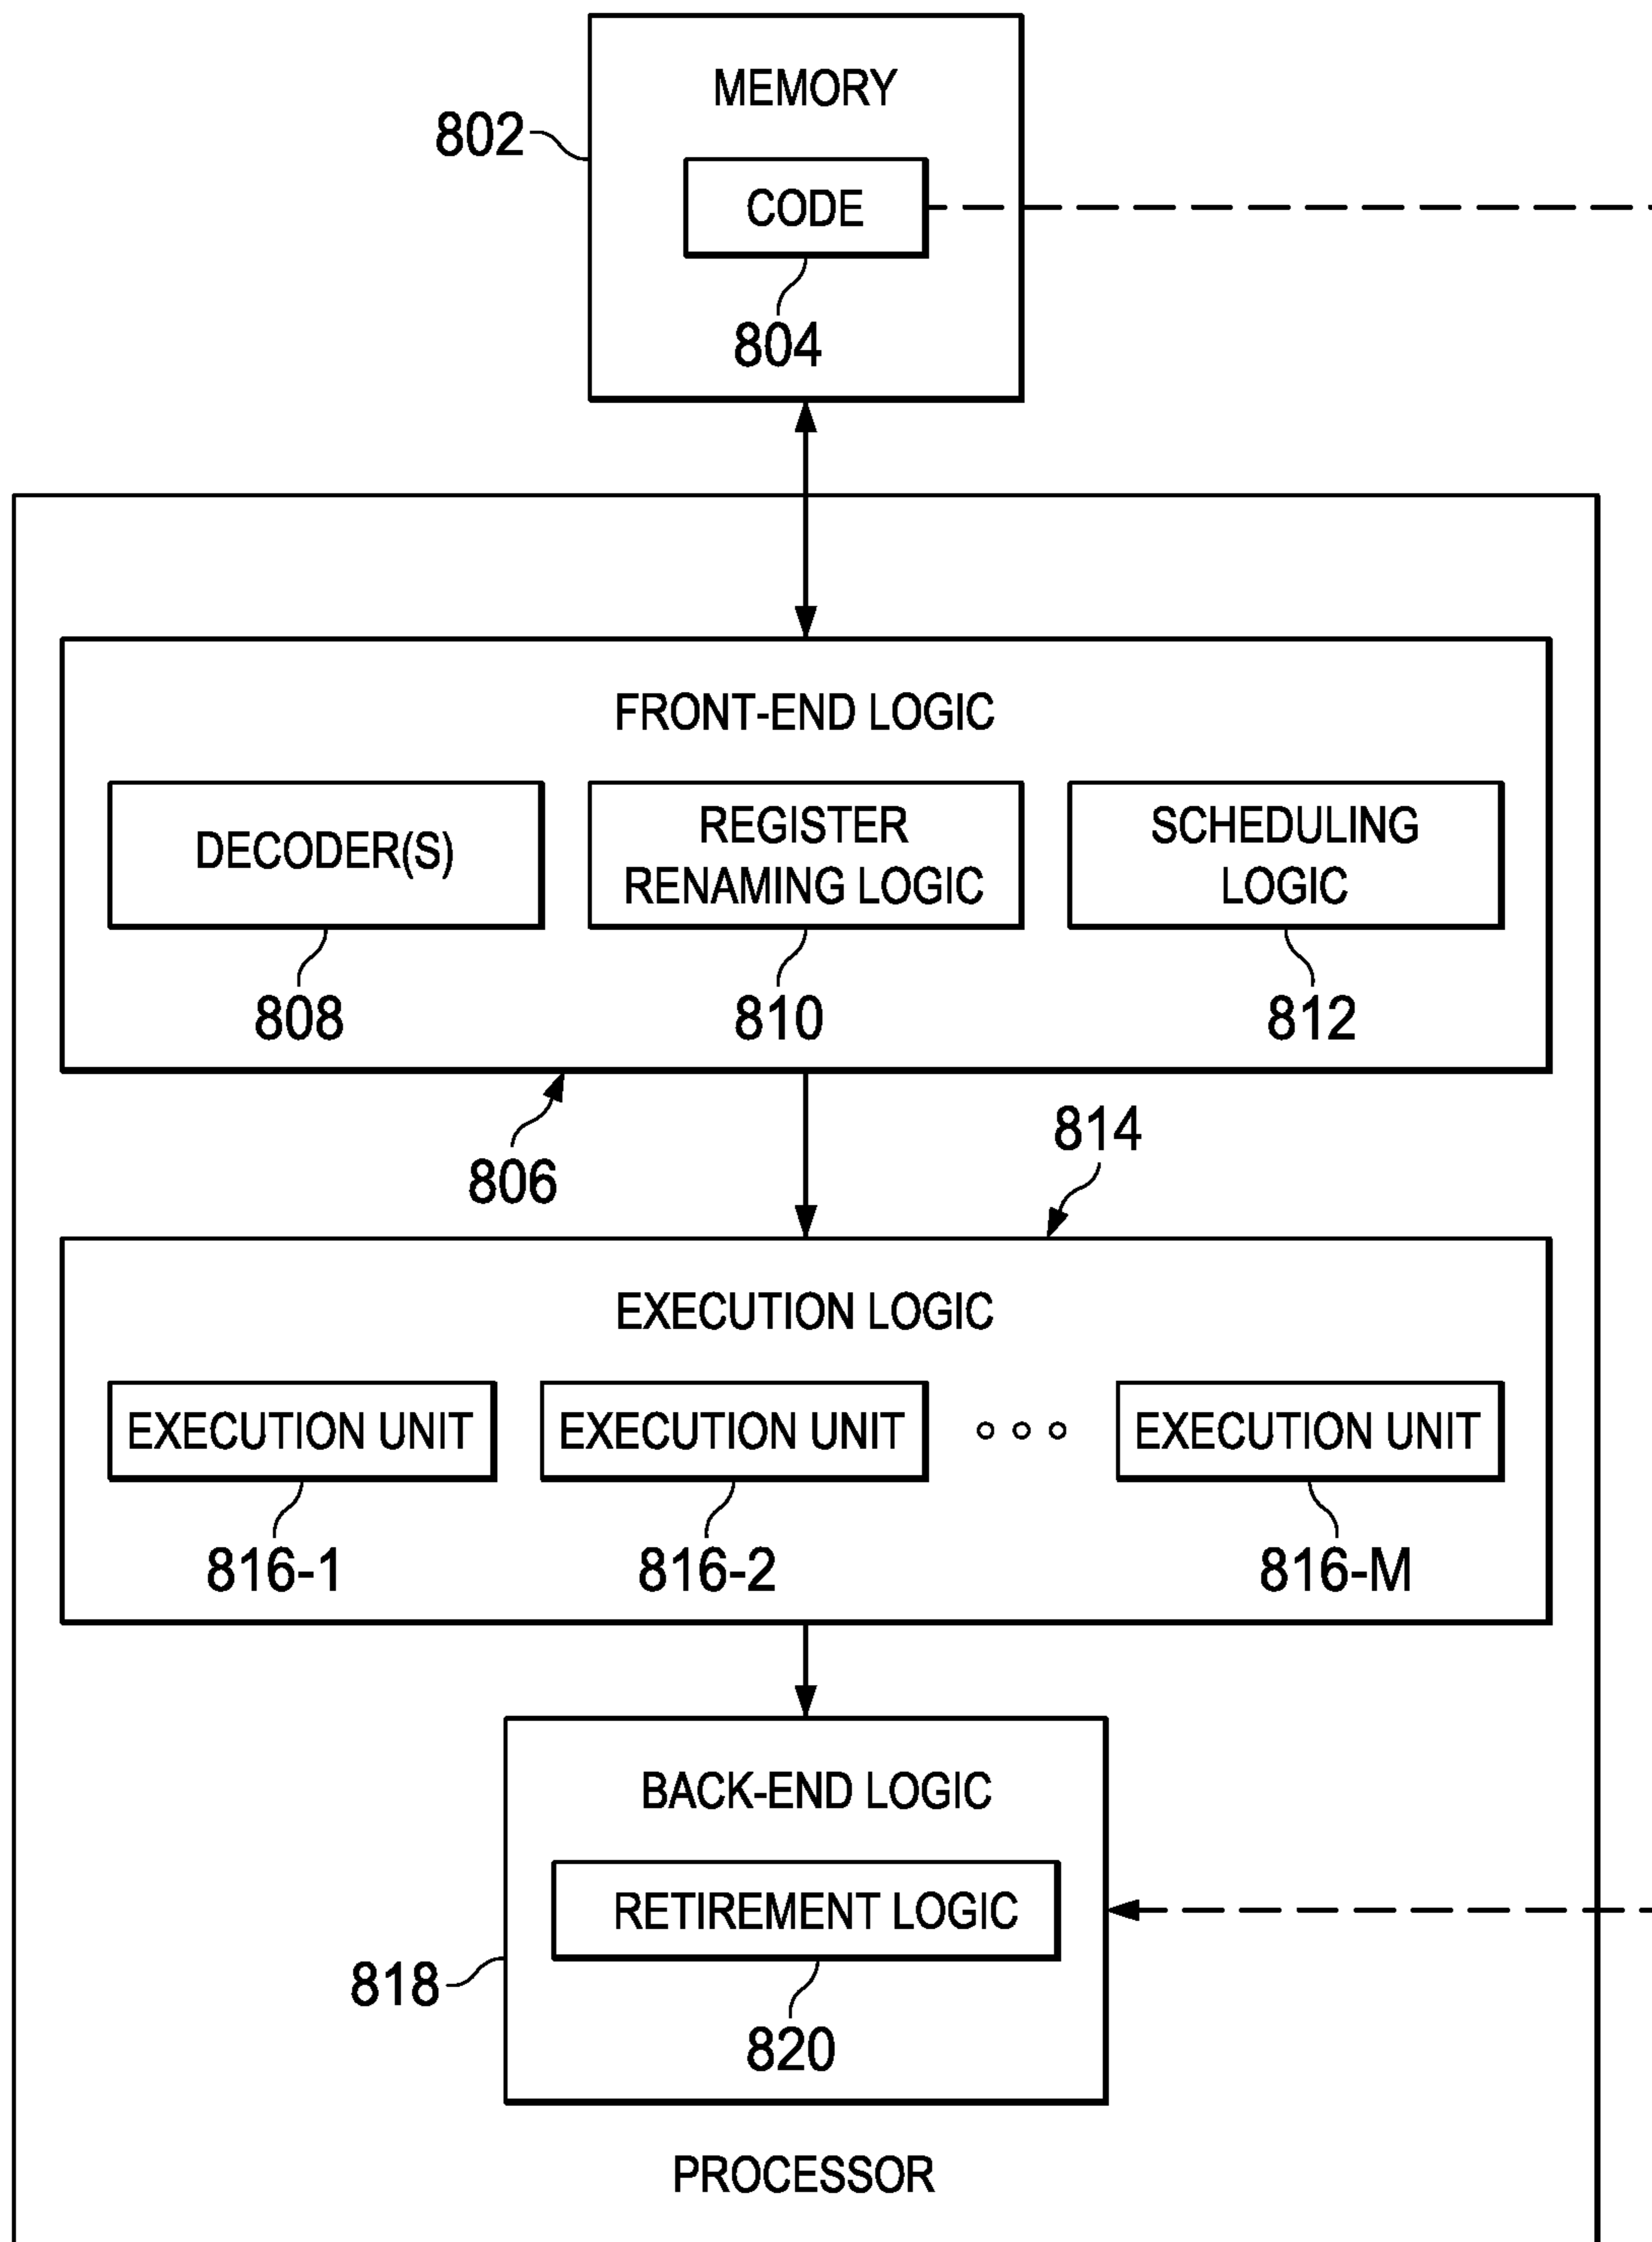 MEMORY
802
CODE
804
FRONT-END LOGIC
DECODER(S)
REGISTER
RENAMING LOGIC
SCHEDULING
LOGIC
808
810
812
806
814
EXECUTION LOGIC
EXECUTION UNIT
EXECUTION UNIT
EXECUTION UNIT
816-1
816-2
816-M
BACK-END LOGIC
RETIREMENT LOGIC
818
820
PROCESSOR